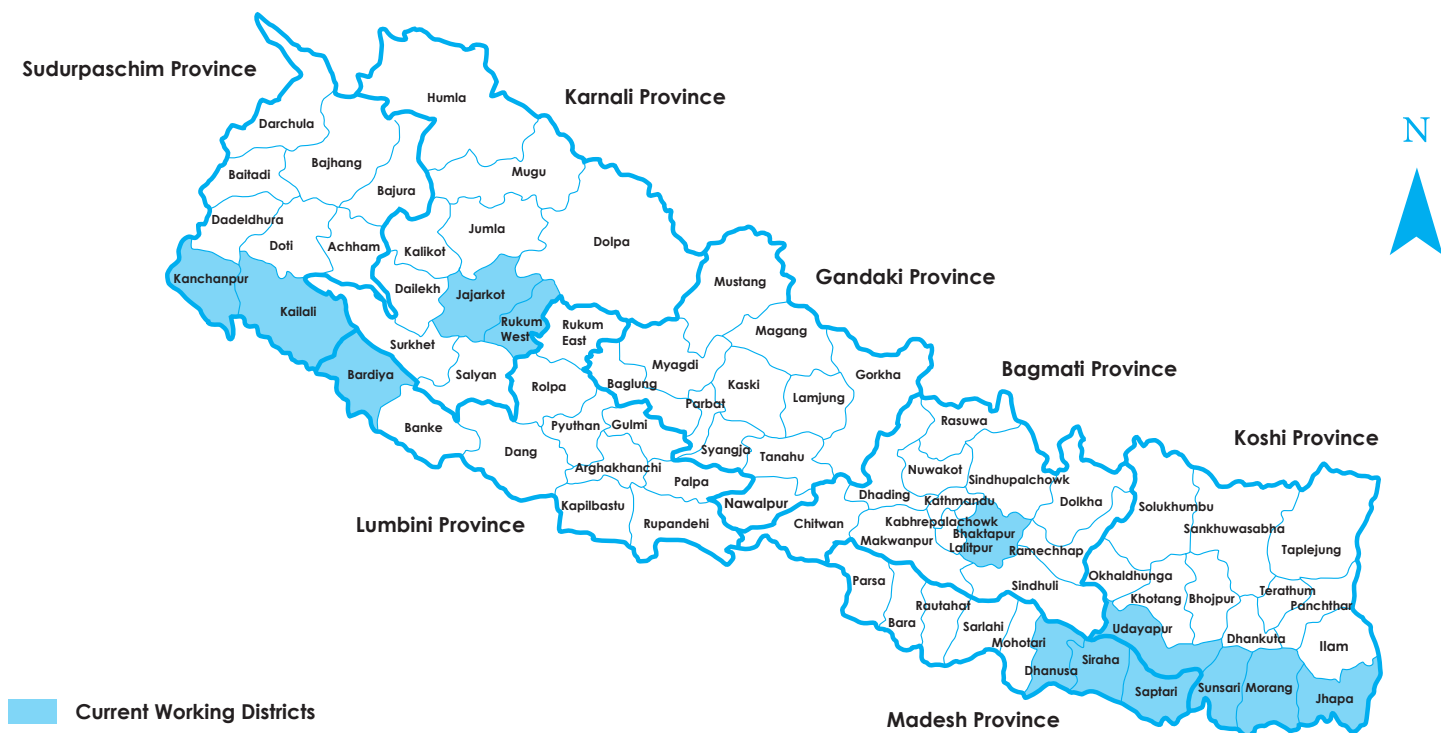 Sudurpaschim Province
Karnali Province
Humla
Darchula
Bajhang
Baitadi
Mugu
Bajura
Dadeldhura
Jumla
Doti
Achham
Kalikot
Dolpa
Kanchanpur
Dailekh
Jajarkot
Kailali
Rukum
West
Rukum
East
Surkhet
Bardiya
Salyan
Banke
N
Gandaki Province
Mustang
Magang
Myagdi
Gorkha
Baglung
Kaski
Parbat
Lamjung
Syangja
Tanahu
Nawalpur
Rolpa
Pyuthan
Gulmi
Dang
Arghakhanchi
Palpa
Kapilbastu
Rupandehi
Lumbini Province
Bagmati Province
Rasuwa
Nuwakot
Sindhupalchowk
Dhading
Kathmandu
Dolkha
Chitwan
Kabhrepalachowk
Bhaktapur
Makwanpur
Lalitpur
Ramechhap
Sindhuli
Koshi Province
Solukhumbu
Sankhuwasabha
Taplejung
Okhaldhunga
Khotang
Bhojpur
Terathum
Panchthar
Udayapur
Dhankuta
Ilam
Sunsari
Morang
Jhapa
Parsa
Bara
Rautahat
Sarlahi
Mohotari
Dhanusa
Siraha
Saptari
Madesh Province
Current Working Districts